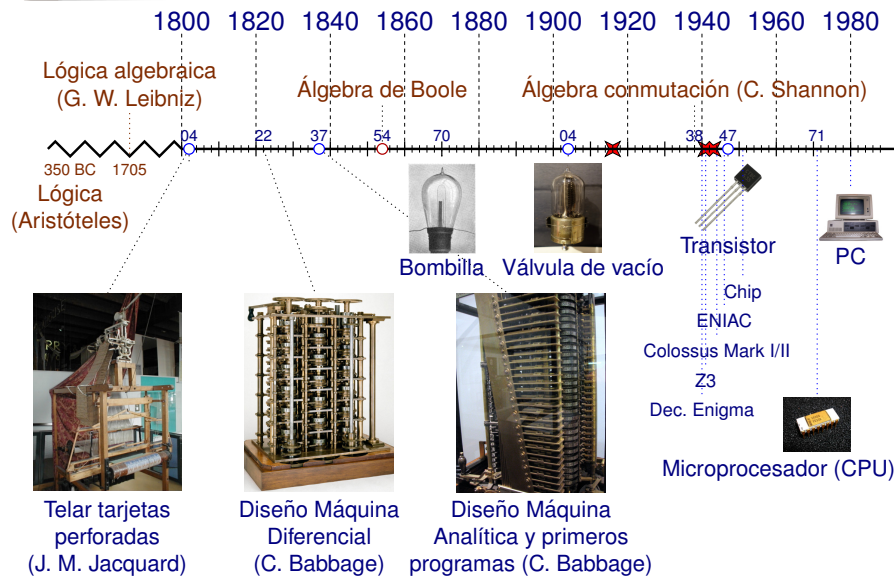 1800 1820 1840 1860 1880 1900 1920 1940 1960 1980
Lógica algebraica
(G. W. Leibniz)
Álgebra de Boole
Álgebra conmutación (C. Shannon)
04 22 37 54 70 04 38 47 71
350 BC 1705
Lógica
(Aristóteles)
Bombilla
Válvula de vacío
Transistor
PC
Chip
ENIAC
Colossus Mark I/II
Z3
Dec. Enigma
Microprocesador (CPU)
Telar tarjetas
perforadas
(J. M. Jacquard)
Diseño Máquina
Diferencial
(C. Babbage)
Diseño Máquina
Analítica y primeros
programas (C. Babbage)